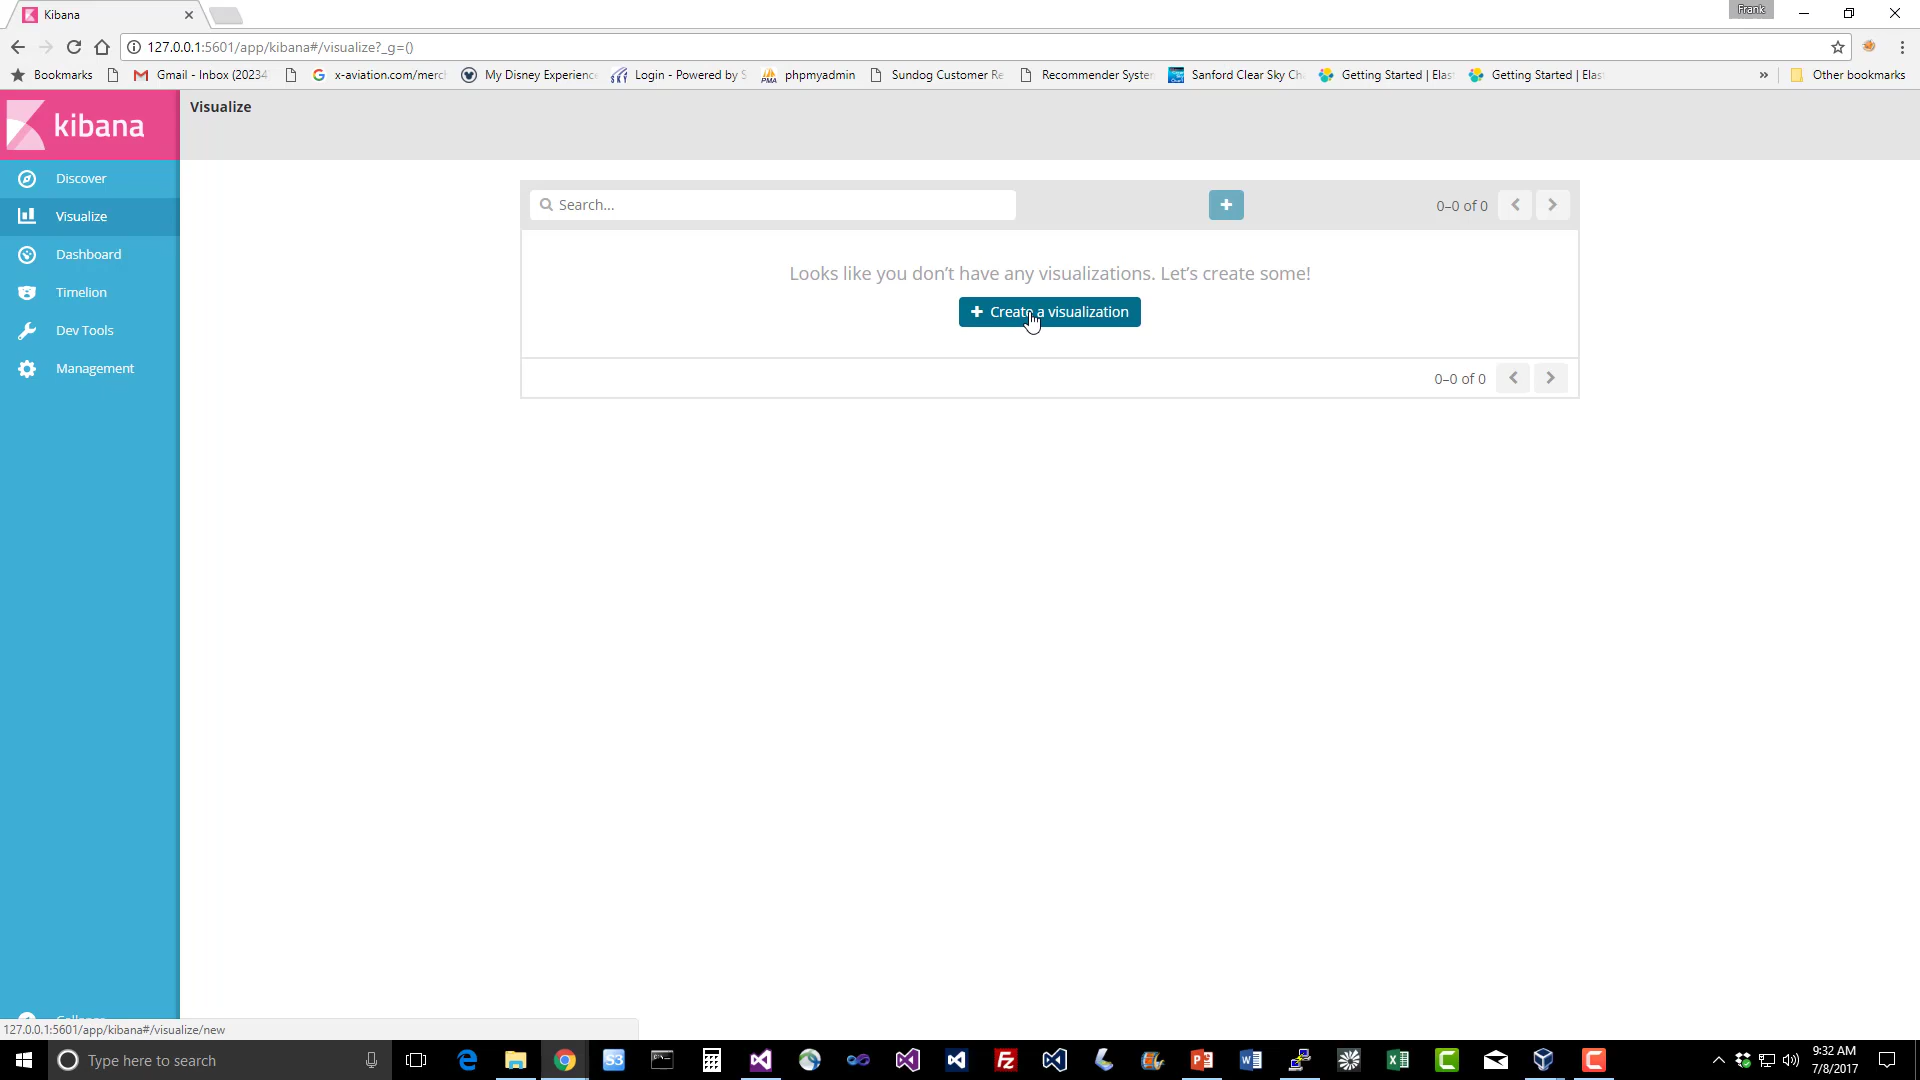 Kibana
Frank
127.0.0.1:5601/app/kibana#/visualize?_g=()
Bookmarks
Gmail - Inbox (20234
x-aviation.com/merc
My Disney Experienc
Login - Powered by S
phpmyadmin
Sundog Customer Re
Recommender Syster
Sanford Clear Sky Ch
Getting Started | Elas
Getting Started | Elas
»
Other bookmarks
kibana
Visualize
Discover
Visualize
Dashboard
Timelion
Dev Tools
Management
Search...
0–0 of 0
Looks like you don't have any visualizations. Let's create some!
Create a visualization
0–0 of 0
127.0.0.1:5601/app/kibana#/visualize/new
Type here to search
9:32 AM
7/8/2017